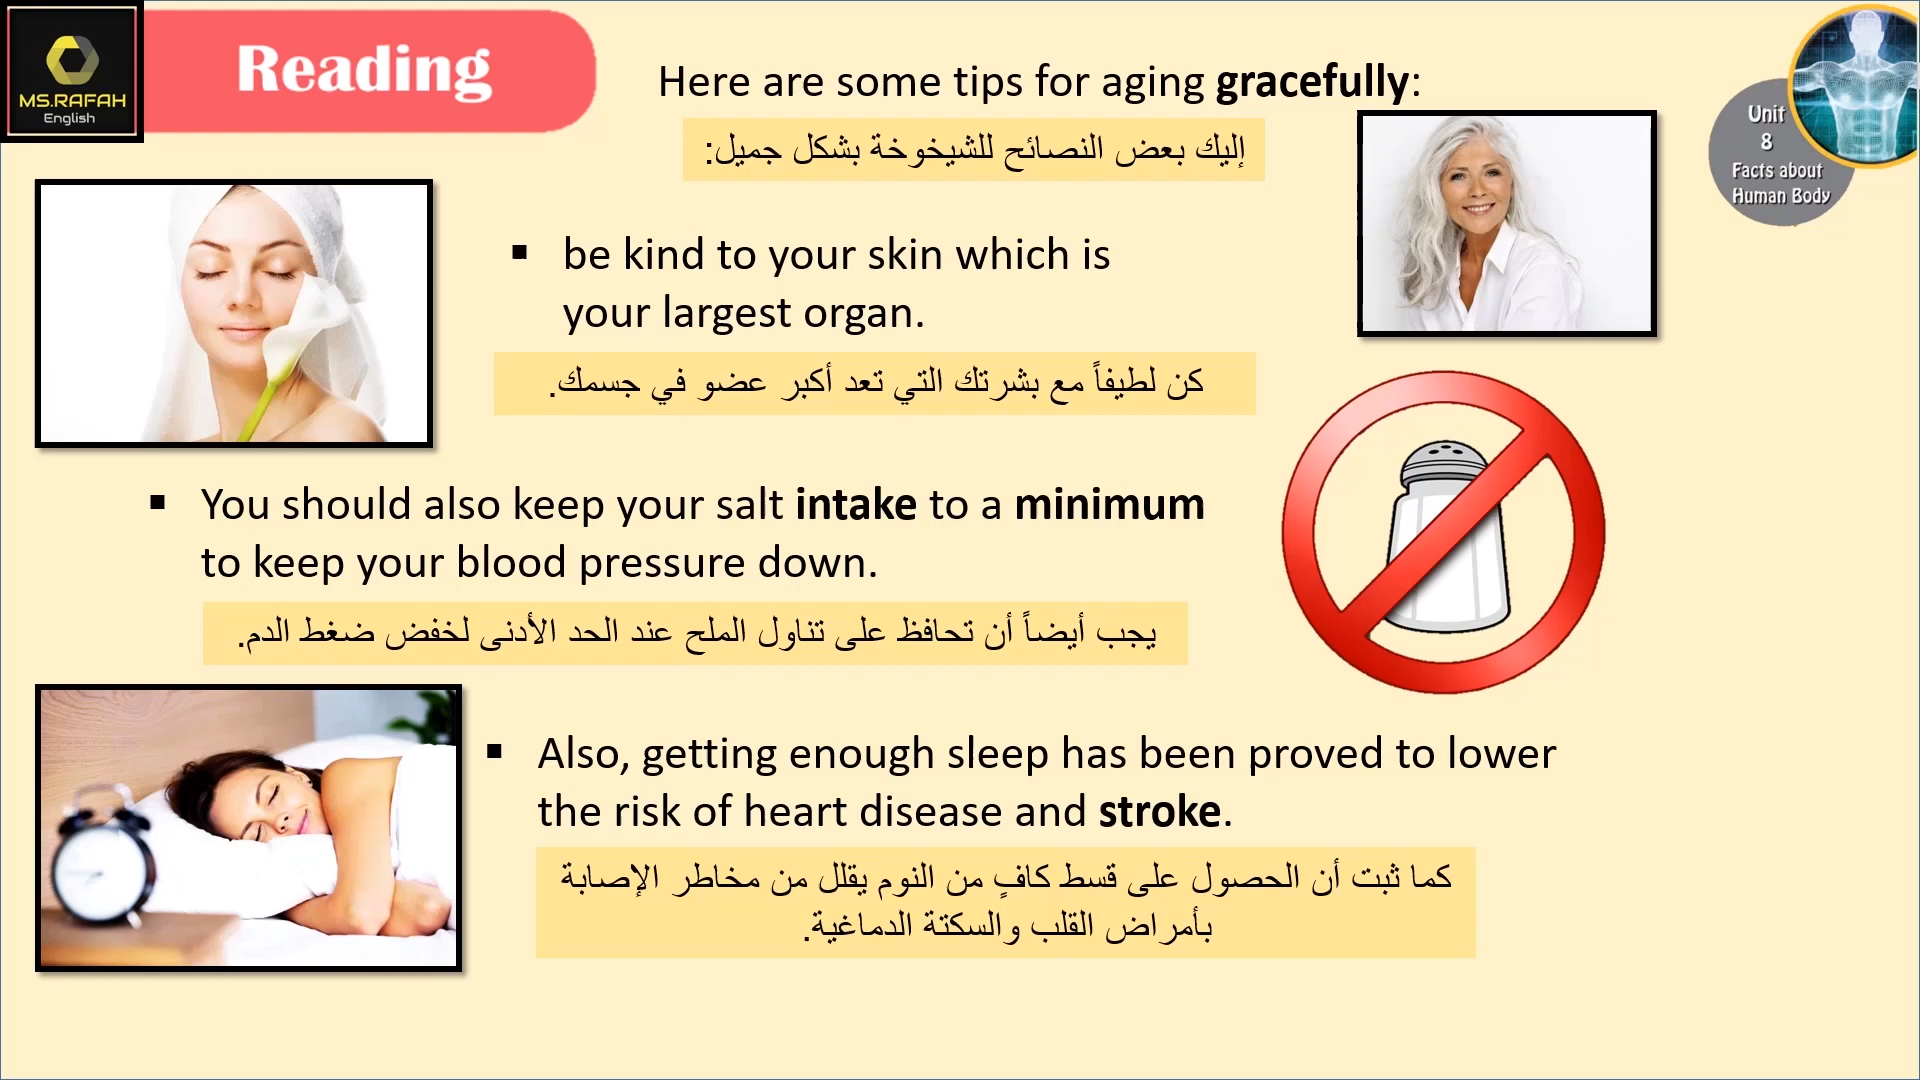 MS.RAFAH
English
Reading
Here are some tips for aging gracefully:
إليك بعض النصائح للشيخوخة بشكل جميل:
Unit
8
Facts about
Human Body
▪ be kind to your skin which is
your largest organ.
كن لطيفاً مع بشرتك التي تعد أكبر عضو في جسمك.
▪ You should also keep your salt intake to a minimum
to keep your blood pressure down.
يجب أيضاً أن تحافظ على تناول الملح عند الحد الأدنى لخفض ضغط الدم.
▪ Also, getting enough sleep has been proved to lower
the risk of heart disease and stroke.
كما ثبت أن الحصول على قسط كافٍ من النوم يقلل من مخاطر الإصابة
بأمراض القلب والسكتة الدماغية.